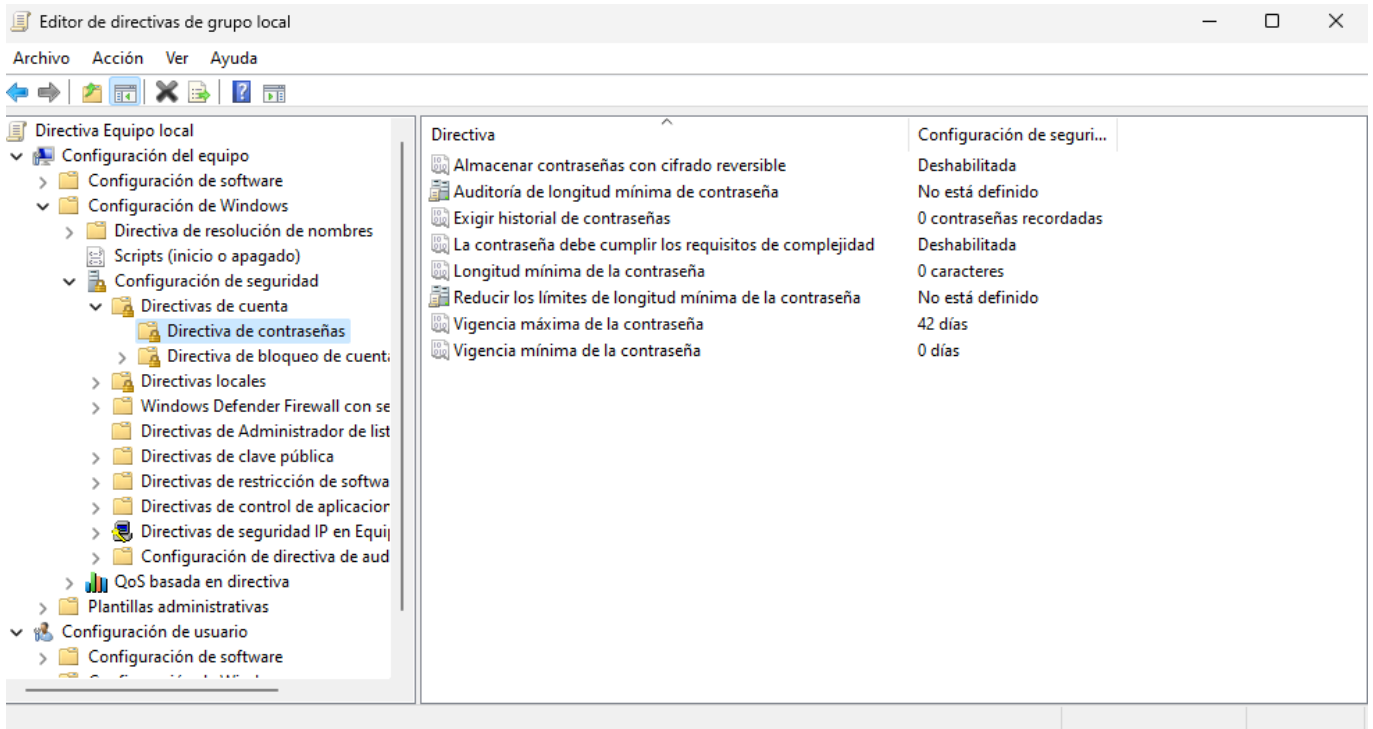 Editor de directivas de grupo local
Archivo Acción Ver Ayuda
Directiva Equipo local
Configuración del equipo
Configuración de software
Configuración de Windows
Directiva de resolución de nombres
Scripts (inicio o apagado)
Configuración de seguridad
Directivas de cuenta
Directiva de contraseñas
Directiva de bloqueo de cuenta
Directivas locales
Windows Defender Firewall con se
Directivas de Administrador de list
Directivas de clave pública
Directivas de restricción de softwa
Directivas de control de aplicacion
Directivas de seguridad IP en Equi
Configuración de directiva de aud
QoS basada en directiva
Plantillas administrativas
Configuración de usuario
Configuración de software
Directiva Configuración de seguri...
Almacenar contraseñas con cifrado reversible Deshabilitada
Auditoría de longitud mínima de contraseña No está definido
Exigir historial de contraseñas 0 contraseñas recordadas
La contraseña debe cumplir los requisitos de complejidad Deshabilitada
Longitud mínima de la contraseña 0 caracteres
Reducir los límites de longitud mínima de la contraseña No está definido
Vigencia máxima de la contraseña 42 días
Vigencia mínima de la contraseña 0 días